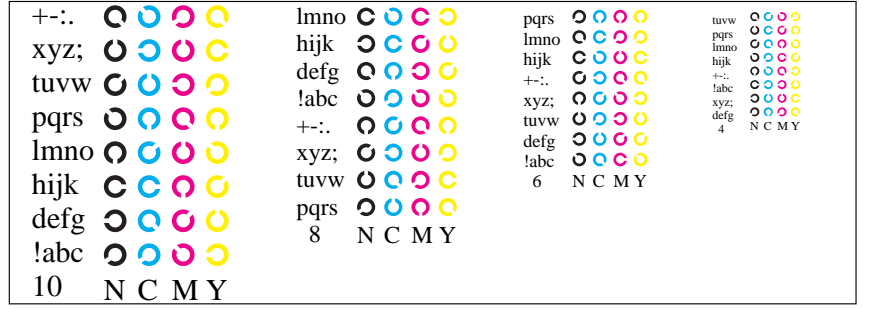 +-:.
xyz;
tuvw
pqrs
lmno
hijk
defg
!abc
10 N C M Y
lmno
hijk
defg
!abc
+-:.
xyz;
tuvw
pqrs
8 N C M Y
pqrs
lmno
hijk
+-:.
xyz;
tuvw
defg
!abc
6 N C M Y
tuvw
pqrs
lmno
hijk
+-:.
!abc
xyz;
defg
4 N C M Y